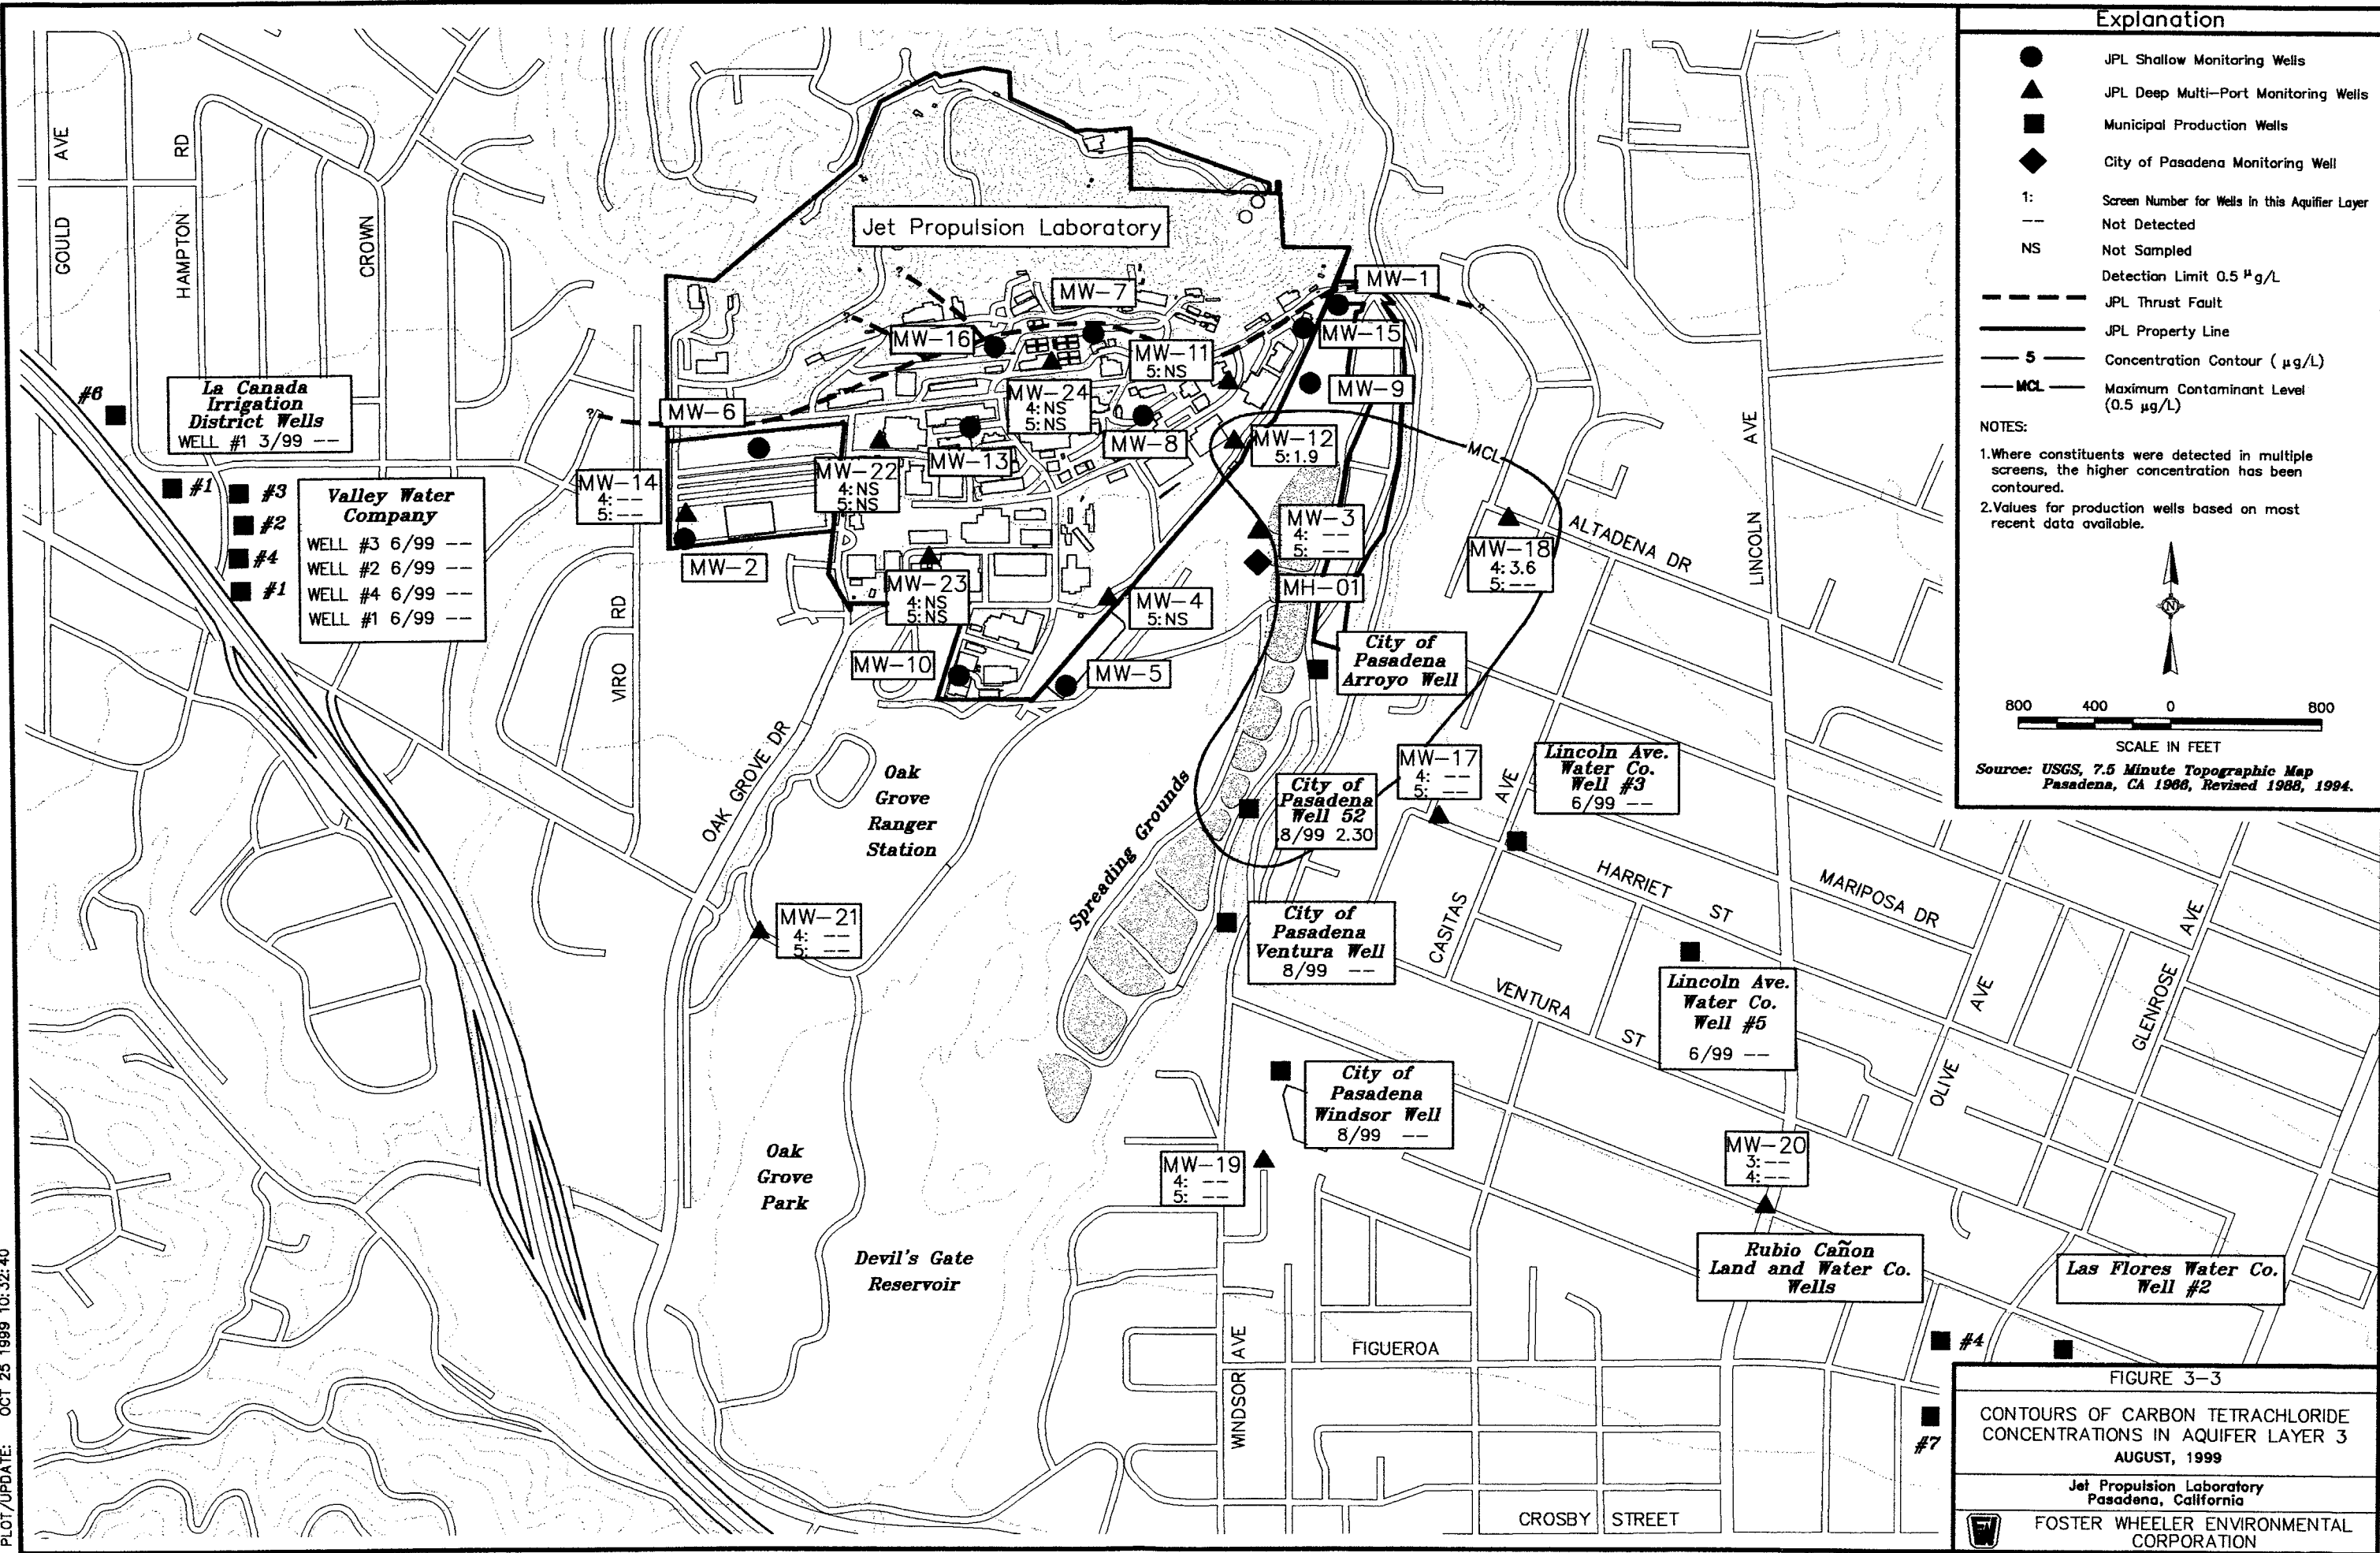 Explanation
JPL Shallow Monitoring Wells
JPL Deep Multi-Port Monitoring Wells
Municipal Production Wells
City of Pasadena Monitoring Well
1: Screen Number for Wells in this Aquifier Layer
-- Not Detected
NS Not Sampled
Detection Limit 0.5 µg/L
JPL Thrust Fault
JPL Property Line
5 Concentration Contour ( µg/L)
MCL Maximum Contaminant Level
(0.5 µg/L)
NOTES:
1.Where constituents were detected in multiple
screens, the higher concentration has been
contoured.
2.Values for production wells based on most
recent data available.
N
800 400 0 800
SCALE IN FEET
Source: USGS, 7.5 Minute Topographic Map
Pasadena, CA 1966, Revised 1988, 1994.
GOULD AVE
HAMPTON RD
CROWN
Jet Propulsion Laboratory
?
?
?
?
MW-7
MW-1
MW-16
MW-15
MW-11
5: NS
MW-9
MW-24
4: NS
5: NS
MW-6
MW-8
MW-12
5: 1.9
MCL
MW-13
MW-22
4: NS
5: NS
MW-14
4: --
5: --
MW-2
MW-3
4: --
5: --
MH-01
MW-18
4: 3.6
5: --
MW-23
4: NS
5: NS
MW-4
5: NS
MW-10
MW-5
#6
La Canada
Irrigation
District Wells
WELL #1 3/99 --
#1
#3
#2
#4
#1
Valley Water
Company
WELL #3 6/99 --
WELL #2 6/99 --
WELL #4 6/99 --
WELL #1 6/99 --
VIRO RD
ALTADENA DR
LINCOLN AVE
City of
Pasadena
Arroyo Well
OAK GROVE DR
Oak
Grove
Ranger
Station
Spreading Grounds
City of
Pasadena
Well 52
8/99 2.30
MW-17
4: --
5: --
Lincoln Ave.
Water Co.
Well #3
6/99 --
CASITAS AVE
HARRIET ST
MARIPOSA DR
MW-21
4: --
5: --
City of
Pasadena
Ventura Well
8/99 --
VENTURA ST
Lincoln Ave.
Water Co.
Well #5
6/99 --
OLIVE AVE
GLENROSE AVE
City of
Pasadena
Windsor Well
8/99 --
Oak
Grove
Park
MW-19
4: --
5: --
MW-20
3: --
4: --
Devil's Gate
Reservoir
Rubio Cañon
Land and Water Co.
Wells
Las Flores Water Co.
Well #2
#4
#7
WINDSOR AVE
FIGUEROA
CROSBY STREET
PLOT/UPDATE: OCT 25 1999 10:32:40
FIGURE 3-3
CONTOURS OF CARBON TETRACHLORIDE
CONCENTRATIONS IN AQUIFER LAYER 3
AUGUST, 1999
Jet Propulsion Laboratory
Pasadena, California
FW
FOSTER WHEELER ENVIRONMENTAL
CORPORATION